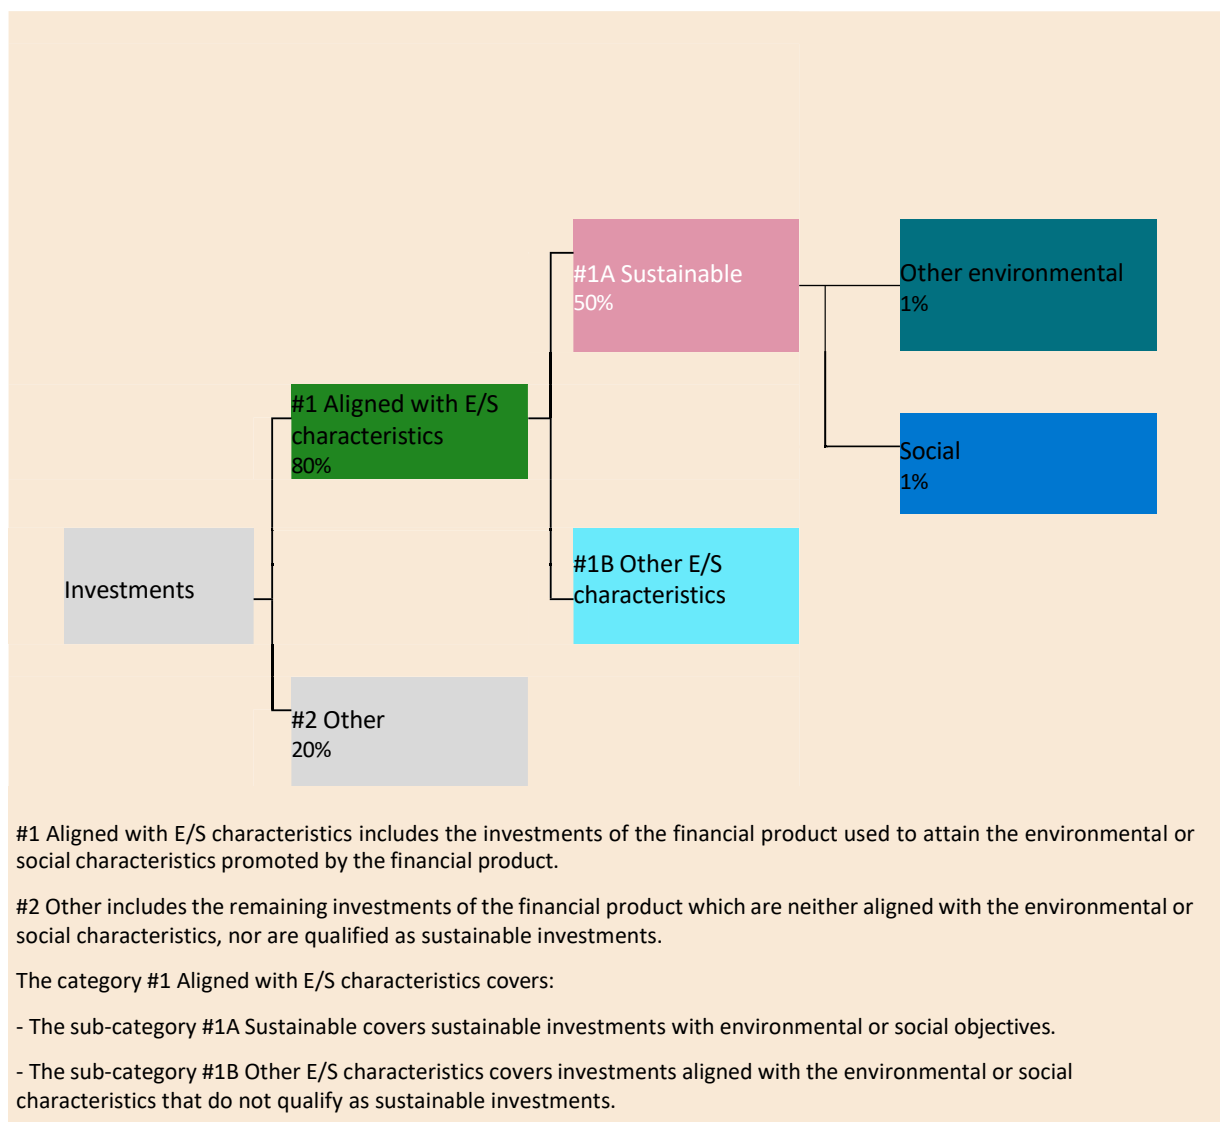 #1A Sustainable
50%
Other environmental
1%
#1 Aligned with E/S
characteristics
80%
Social
1%
Investments
#1B Other E/S
characteristics
#2 Other
20%
#1 Aligned with E/S characteristics includes the investments of the financial product used to attain the environmental or
social characteristics promoted by the financial product.
#2 Other includes the remaining investments of the financial product which are neither aligned with the environmental or
social characteristics, nor are qualified as sustainable investments.
The category #1 Aligned with E/S characteristics covers:
- The sub-category #1A Sustainable covers sustainable investments with environmental or social objectives.
- The sub-category #1B Other E/S characteristics covers investments aligned with the environmental or social
characteristics that do not qualify as sustainable investments.